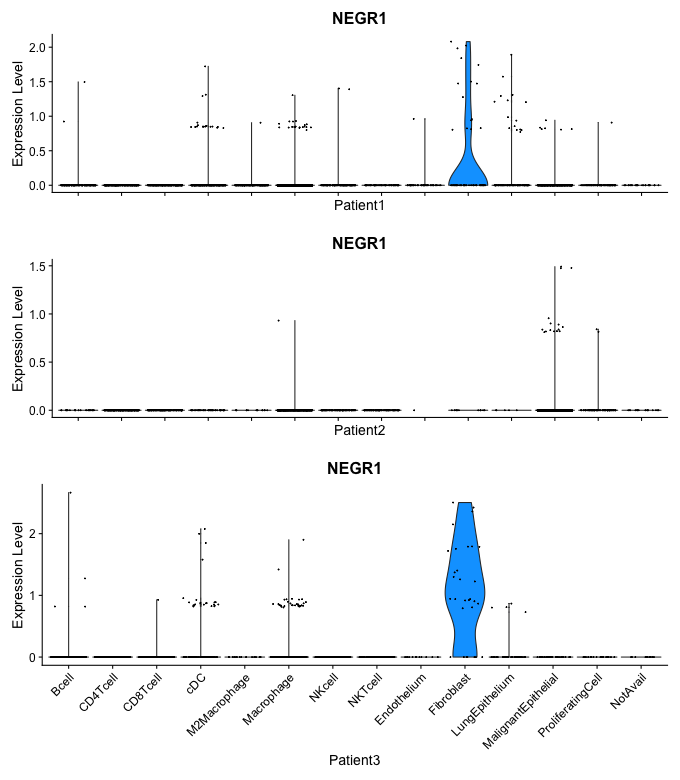 NEGR1
Expression Level
2.0
1.5
1.0
0.5
0.0
Patient1
NEGR1
Expression Level
1.5
1.0
0.5
0.0
Patient2
NEGR1
Expression Level
2
1
0
Bcell
CD4Tcell
CD8Tcell
cDC
M2Macrophage
Macrophage
NKcell
NKTcell
Endothelium
Fibroblast
LungEpithelium
MalignantEpithelial
ProliferatingCell
NotAvail
Patient3